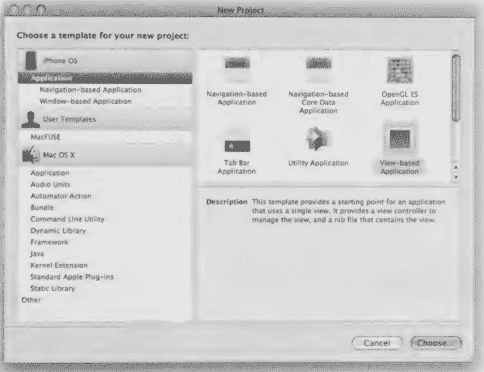 New Project
Choose a template for your new project:
iPhone OS
Application
Navigation-based Application
Window-based Application
User Templates
MacFUSE
Mac OS X
Application
Audio Units
Automator Action
Bundle
Command Line Utility
Dynamic Library
Framework
Java
Kernel Extension
Standard Apple Plug-ins
Static Library
Other
Navigation-based
Application
Navigation-based
Core Data
Application
OpenGL ES
Application
Tab Bar
Application
Utility Application
View-based
Application
Description This template provides a starting point for an application
that uses a single view. It provides a view controller to
manage the view, and a nib file that contains the view.
Cancel
Choose...